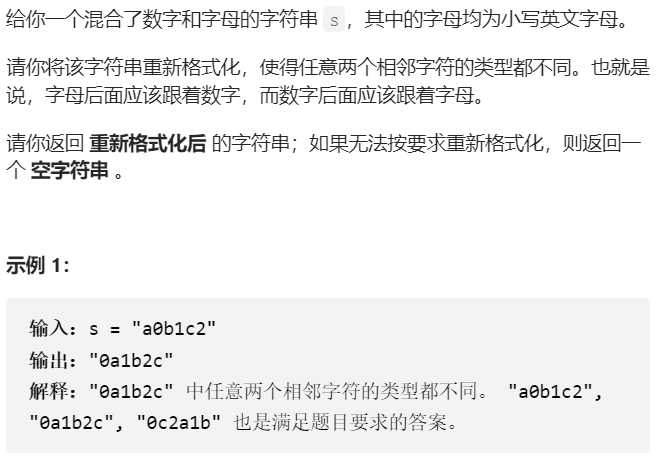 给你一个混合了数字和字母的字符串 s，其中的字母均为小写英文字母。
请你将该字符串重新格式化，使得任意两个相邻字符的类型都不同。也就是
说，字母后面应该跟着数字，而数字后面应该跟着字母。
请你返回 重新格式化后 的字符串；如果无法按要求重新格式化，则返回一
个 空字符串 。
示例 1：
输入：s = "a0b1c2"
输出："0a1b2c"
解释："0a1b2c" 中任意两个相邻字符的类型都不同。 "a0b1c2",
"0a1b2c", "0c2a1b" 也是满足题目要求的答案。